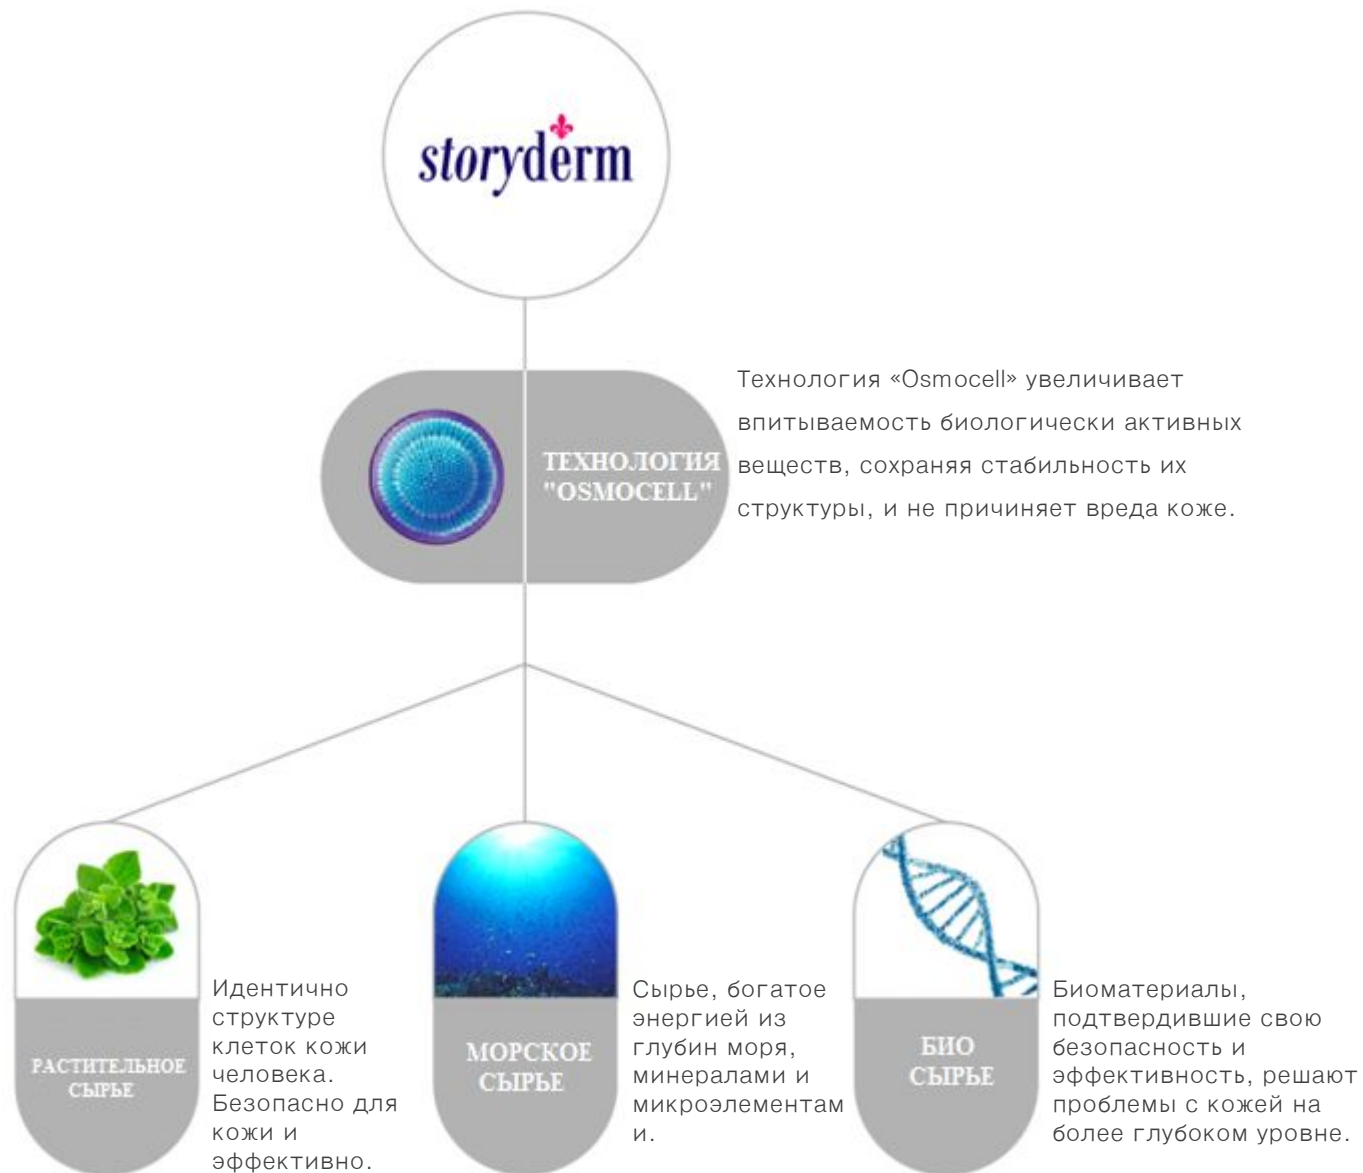 storyderm
Технология «Osmocell» увеличивает
впитываемость биологически активных
веществ, сохраняя стабильность их
структуры, и не причиняет вреда коже.
ТЕХНОЛОГИЯ
"OSMOCELL"
РАСТИТЕЛЬНОЕ
СЫРЬЕ
Идентично
структуре
клеток кожи
человека.
Безопасно для
кожи и
эффективно.
МОРСКОЕ
СЫРЬЕ
Сырье, богатое
энергией из
глубин моря,
минералами и
микроэлементам
и.
БИО
СЫРЬЕ
Биоматериалы,
подтвердившие свою
безопасность и
эффективность, решают
проблемы с кожей на
более глубоком уровне.